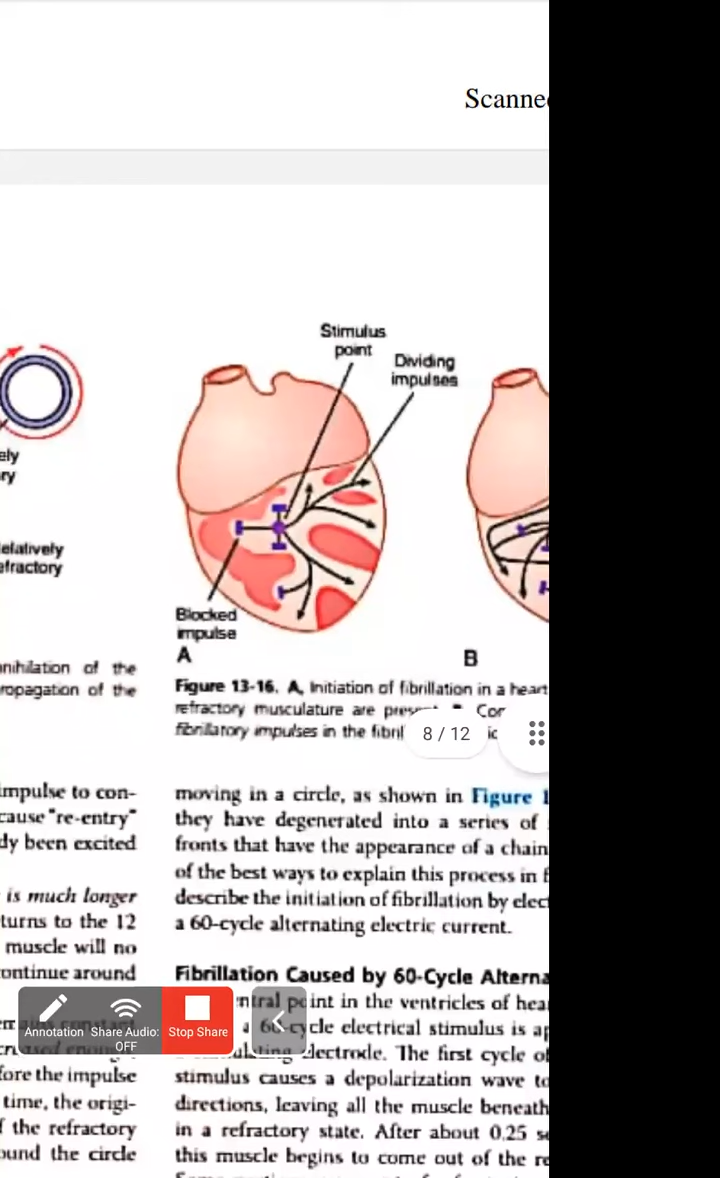 Scanne
Stimulus
point
Dividing
impulses
ely
ry
elatively
efractory
Blocked
impulse
A
B
nihilation of the
ropagation of the
Figure 13-16. A, Initiation of fibrillation in a heart
refractory musculature are Cor
fibrillatory impulses in the fibril
8 / 12
impulse to con-
cause "re-entry"
dy been excited
is much longer
turns to the 12
muscle will no
ontinue around
fore the impulse
time, the origi-
f the refractory
ound the circle
moving in a circle, as shown in Figure 1
they have degenerated into a series of
fronts that have the appearance of a chain
of the best ways to explain this process in f
describe the initiation of fibrillation by elec
a 60-cycle alternating electric current.
Fibrillation Caused by 60-Cycle Alterna
ntral point in the ventricles of hea
a 60-cycle electrical stimulus is ap
electrode. The first cycle of
stimulus causes a depolarization wave to
directions, leaving all the muscle beneath
in a refractory state. After about 0.25 se
this muscle begins to come out of the re
Annotation
Share Audio:
OFF
Stop Share